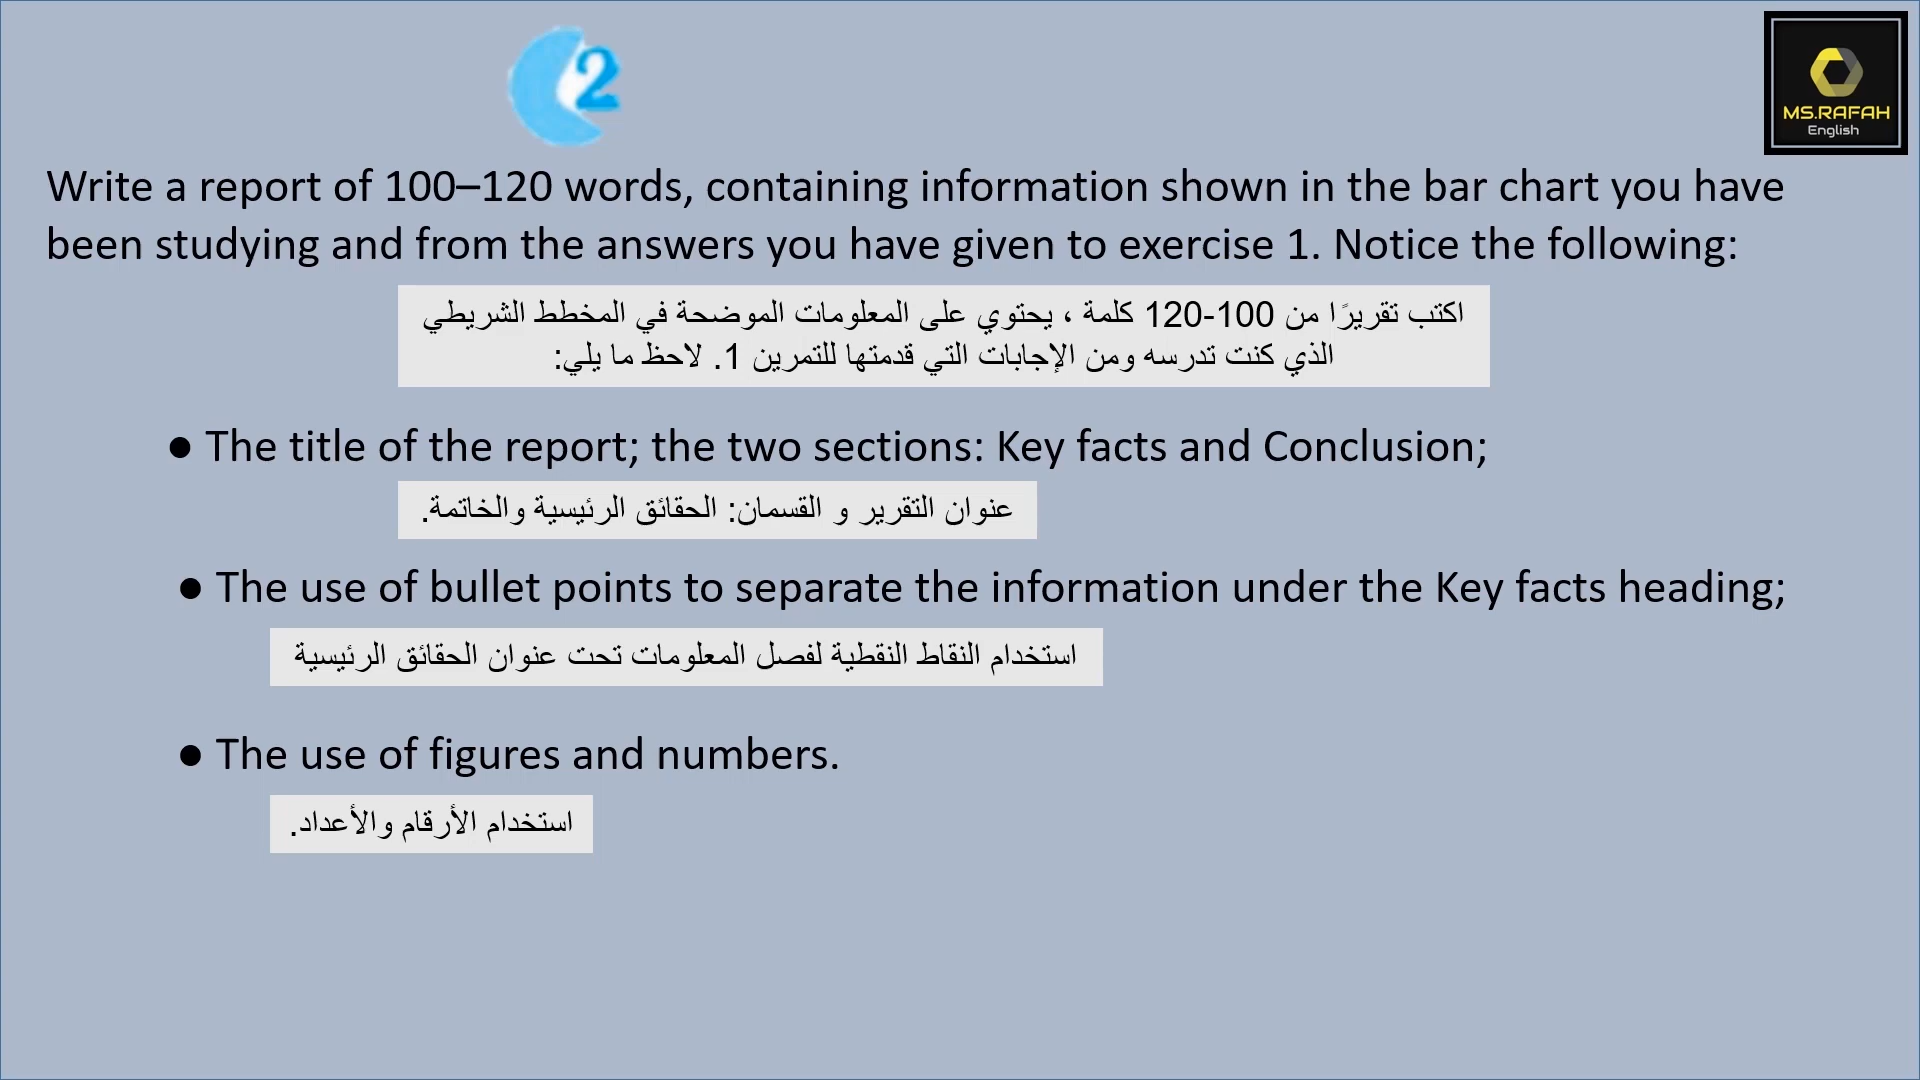 2
MS.RAFAH
English
Write a report of 100–120 words, containing information shown in the bar chart you have
been studying and from the answers you have given to exercise 1. Notice the following:
اكتب تقريرًا من 100-120 كلمة ، يحتوي على المعلومات الموضحة في المخطط الشريطي
الذي كنت تدرسه ومن الإجابات التي قدمتها للتمرين 1. لاحظ ما يلي:
● The title of the report; the two sections: Key facts and Conclusion;
عنوان التقرير و القسمان: الحقائق الرئيسية والخاتمة.
● The use of bullet points to separate the information under the Key facts heading;
استخدام النقاط النقطية لفصل المعلومات تحت عنوان الحقائق الرئيسية
● The use of figures and numbers.
استخدام الأرقام والأعداد.